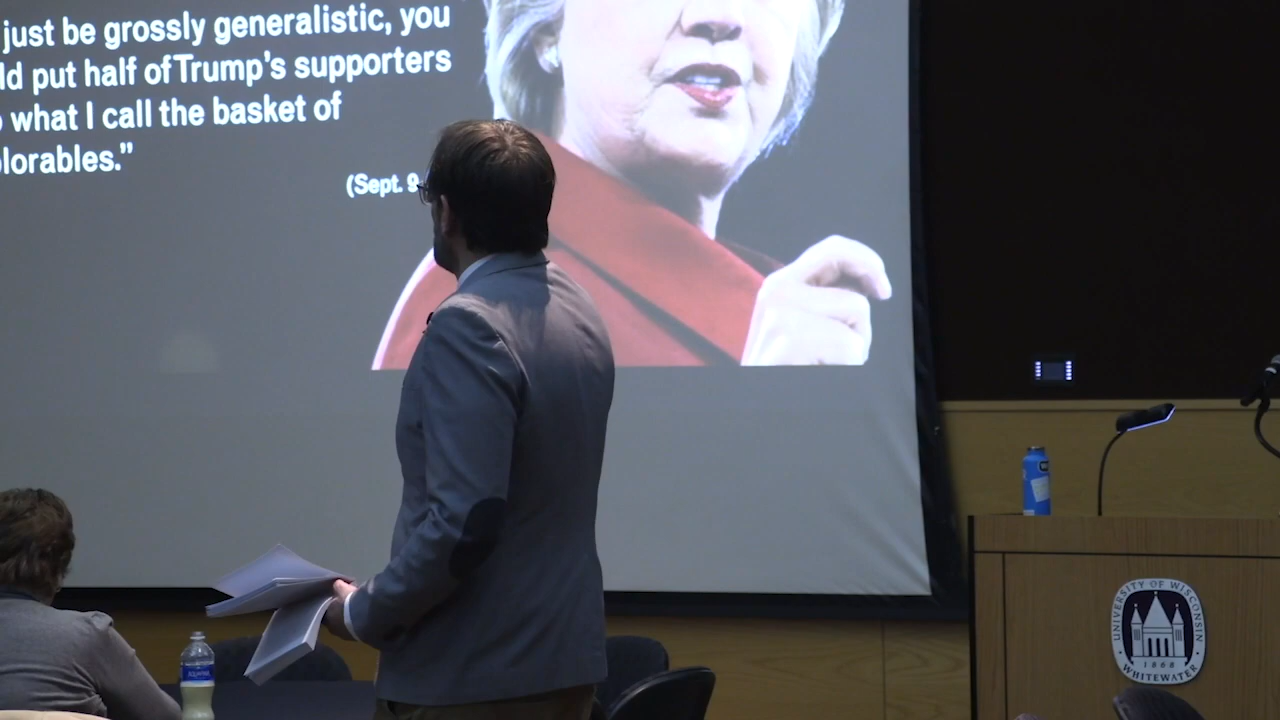 just be grossly generalistic, you
ld put half of Trump's supporters
o what I call the basket of
plorables.”
(Sept. 9
UNIVERSITY OF WISCONSIN
1868
WHITEWATER